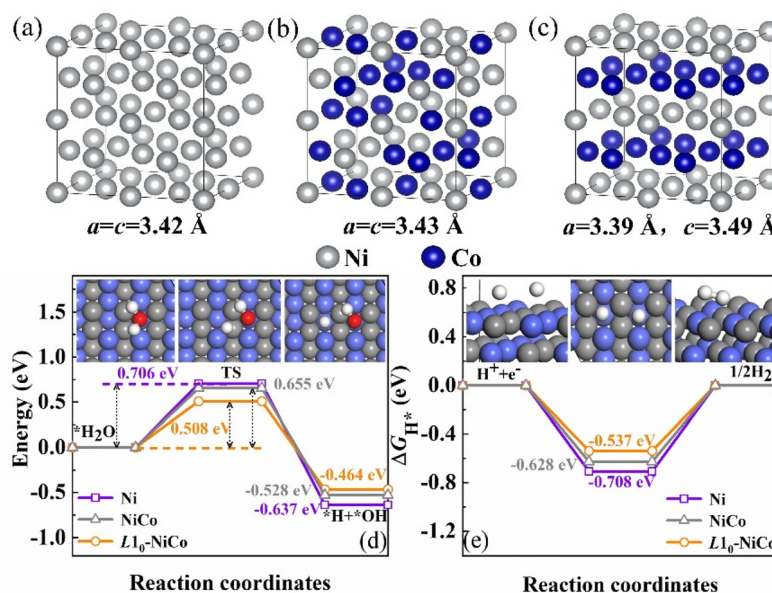 (a)
(b)
(c)
a=c=3.42 Å
a=c=3.43 Å
a=3.39 Å, c=3.49 Å
Ni
Co
1.5
1.0
0.5
0.0
-0.5
-1.0
Energy (eV)
0.706 eV
TS
0.655 eV
*H₂O
0.508 eV
-0.464 eV
-0.528 eV
-0.637 eV
*H+*OH
Ni
NiCo
L1₀-NiCo
(d)
Reaction coordinates
0.8
0.4
0.0
-0.4
-0.8
-1.2
ΔG_H* (eV)
H⁺+e⁻
1/2H₂
-0.537 eV
-0.628 eV
-0.708 eV
Ni
NiCo
L1₀-NiCo
(e)
Reaction coordinates